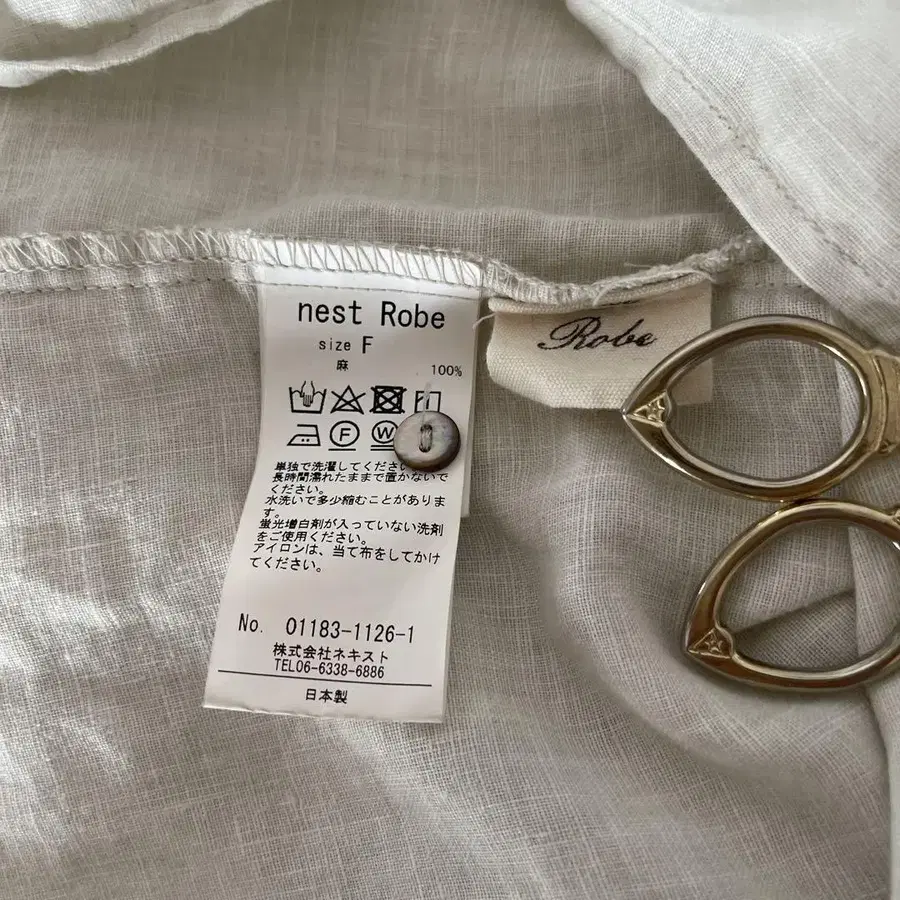 nest Robe
size F
麻
100%
F
W
単独で洗濯してください。
長時間濡れたままで置かないで
ください。
水洗いで多少縮むことがありま
す。
蛍光増白剤が入っていない洗剤
をご使用ください。
アイロンは、当て布をしてかけ
てください。
No. 01183-1126-1
株式会社ネキスト
TEL06-6338-6886
日本製
Robe